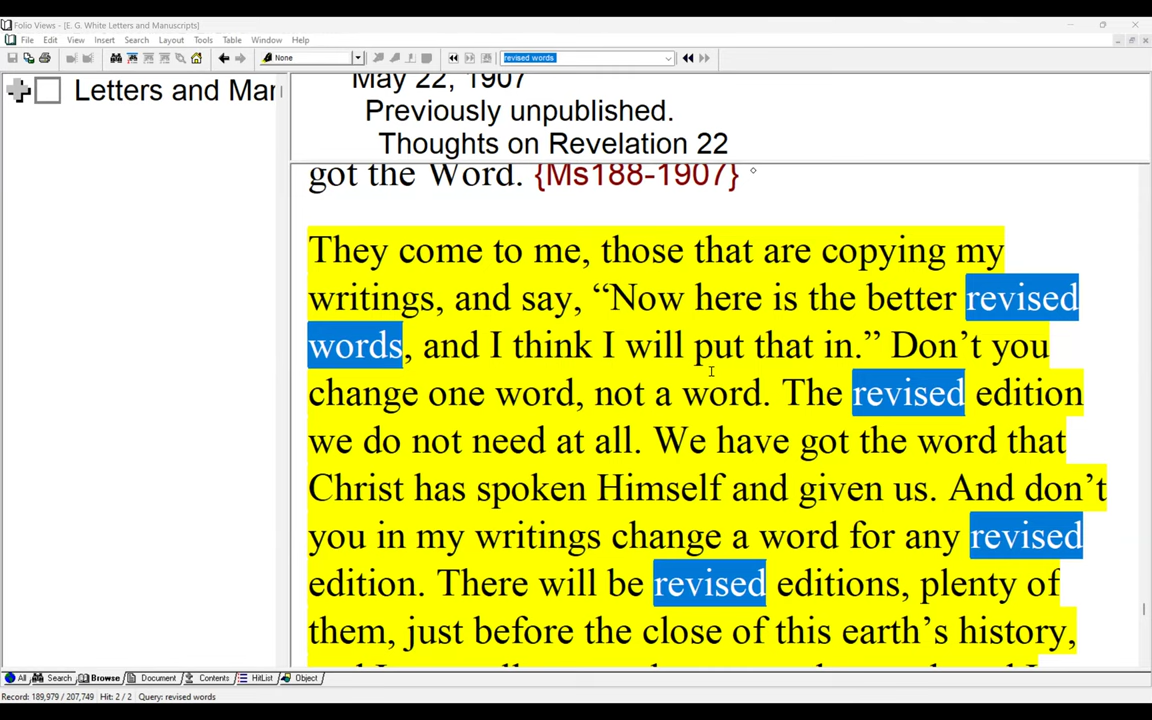 Folio Views - [E. G. White Letters and Manuscripts]
File Edit View Insert Search Layout Tools Table Window Help
None
revised words
Letters and Man
May 22, 1907
Previously unpublished.
Thoughts on Revelation 22
got the Word. {Ms188-1907}
They come to me, those that are copying my
writings, and say, “Now here is the better revised
words, and I think I will put that in.” Don’t you
change one word, not a word. The revised edition
we do not need at all. We have got the word that
Christ has spoken Himself and given us. And don’t
you in my writings change a word for any revised
edition. There will be revised editions, plenty of
them, just before the close of this earth’s history,
All Search Browse Document Contents HitList Object
Record: 189,979 / 207,749 Hit: 2 / 2 Query: revised words